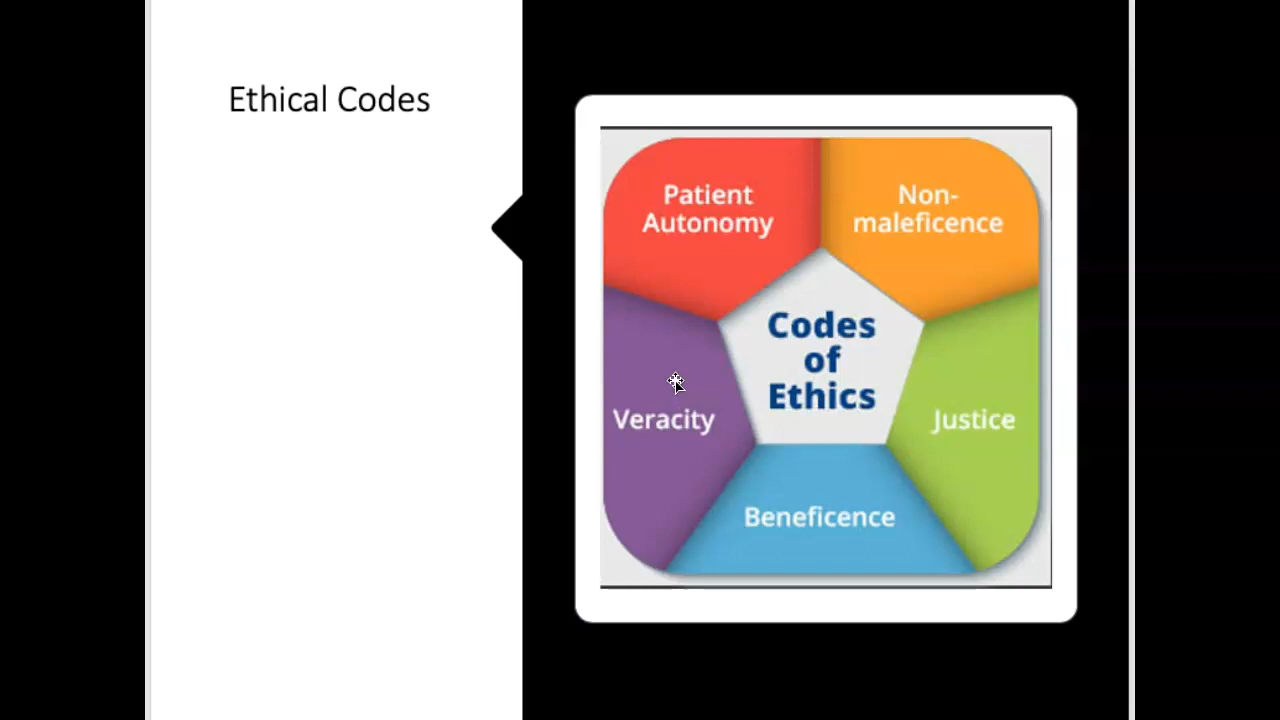 Ethical Codes
Patient
Autonomy
Non-
maleficence
Codes
of
Ethics
Veracity
Justice
Beneficence